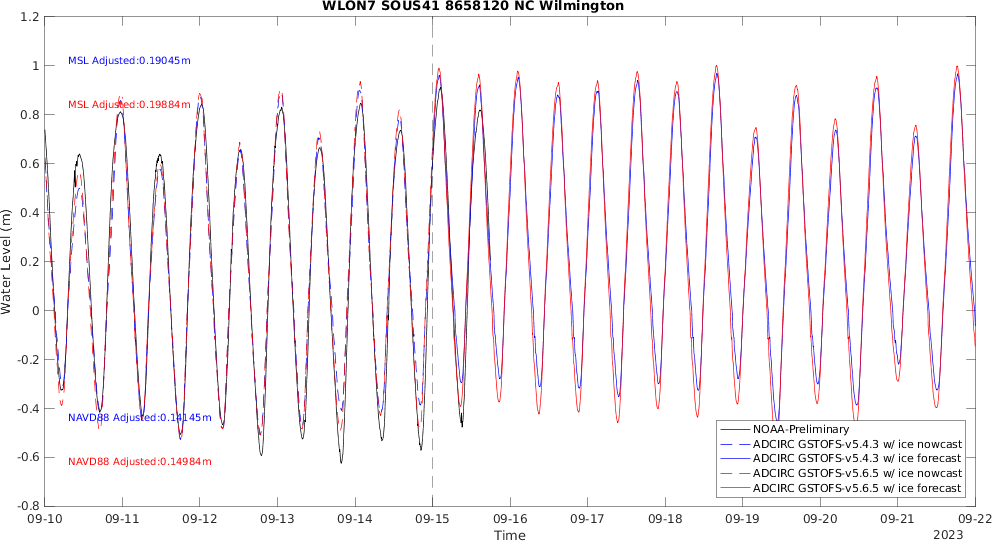 WLON7 SOUS41 8658120 NC Wilmington
1.2
1
0.8
0.6
0.4
0.2
0
-0.2
-0.4
-0.6
-0.8
Water Level (m)
MSL Adjusted:0.19045m
MSL Adjusted:0.19884m
NAVD88 Adjusted:0.14145m
NAVD88 Adjusted:0.14984m
NOAA-Preliminary
ADCIRC GSTOFS-v5.4.3 w/ ice nowcast
ADCIRC GSTOFS-v5.4.3 w/ ice forecast
ADCIRC GSTOFS-v5.6.5 w/ ice nowcast
ADCIRC GSTOFS-v5.6.5 w/ ice forecast
09-10 09-11 09-12 09-13 09-14 09-15 09-16 09-17 09-18 09-19 09-20 09-21 09-22
Time
2023